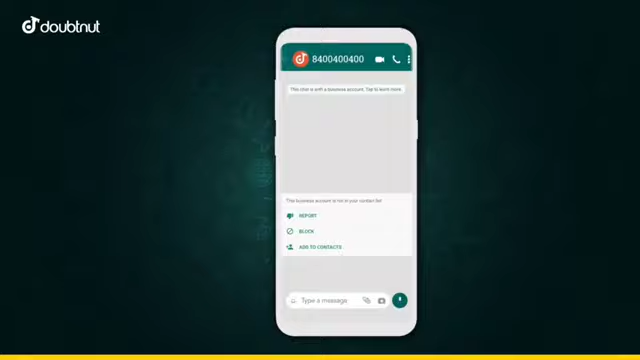 doubtnut
8400400400
This chat is with a business account. Tap to learn more.
This business account is not in your contact list
REPORT
BLOCK
ADD TO CONTACTS
Type a message